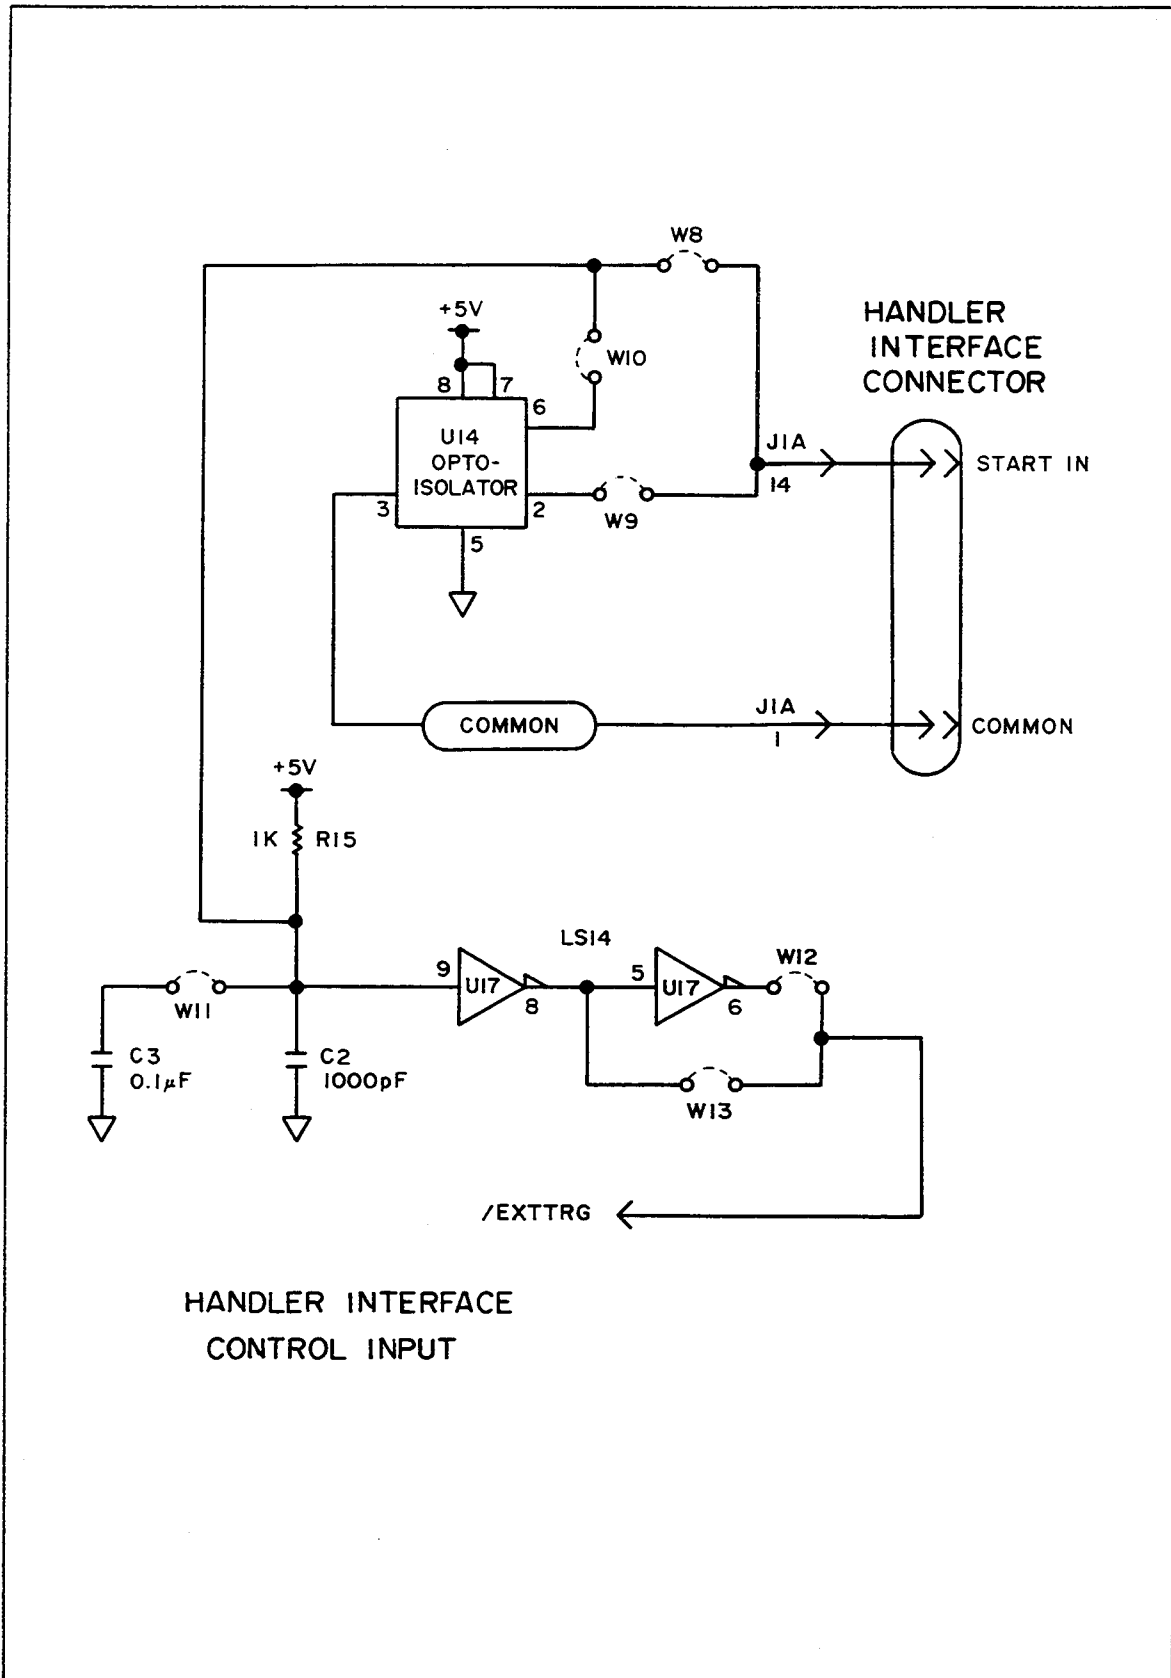 W8
+5V
HANDLER
INTERFACE
CONNECTOR
W10
8
7
6
U14
OPTO-
ISOLATOR
J1A
14
START IN
3
2
W9
5
COMMON
J1A
1
COMMON
+5V
1K
R15
LS14
W12
9
U17
8
5
U17
6
W11
C3
0.1µF
C2
1000pF
W13
/EXTTRG
HANDLER INTERFACE
CONTROL INPUT